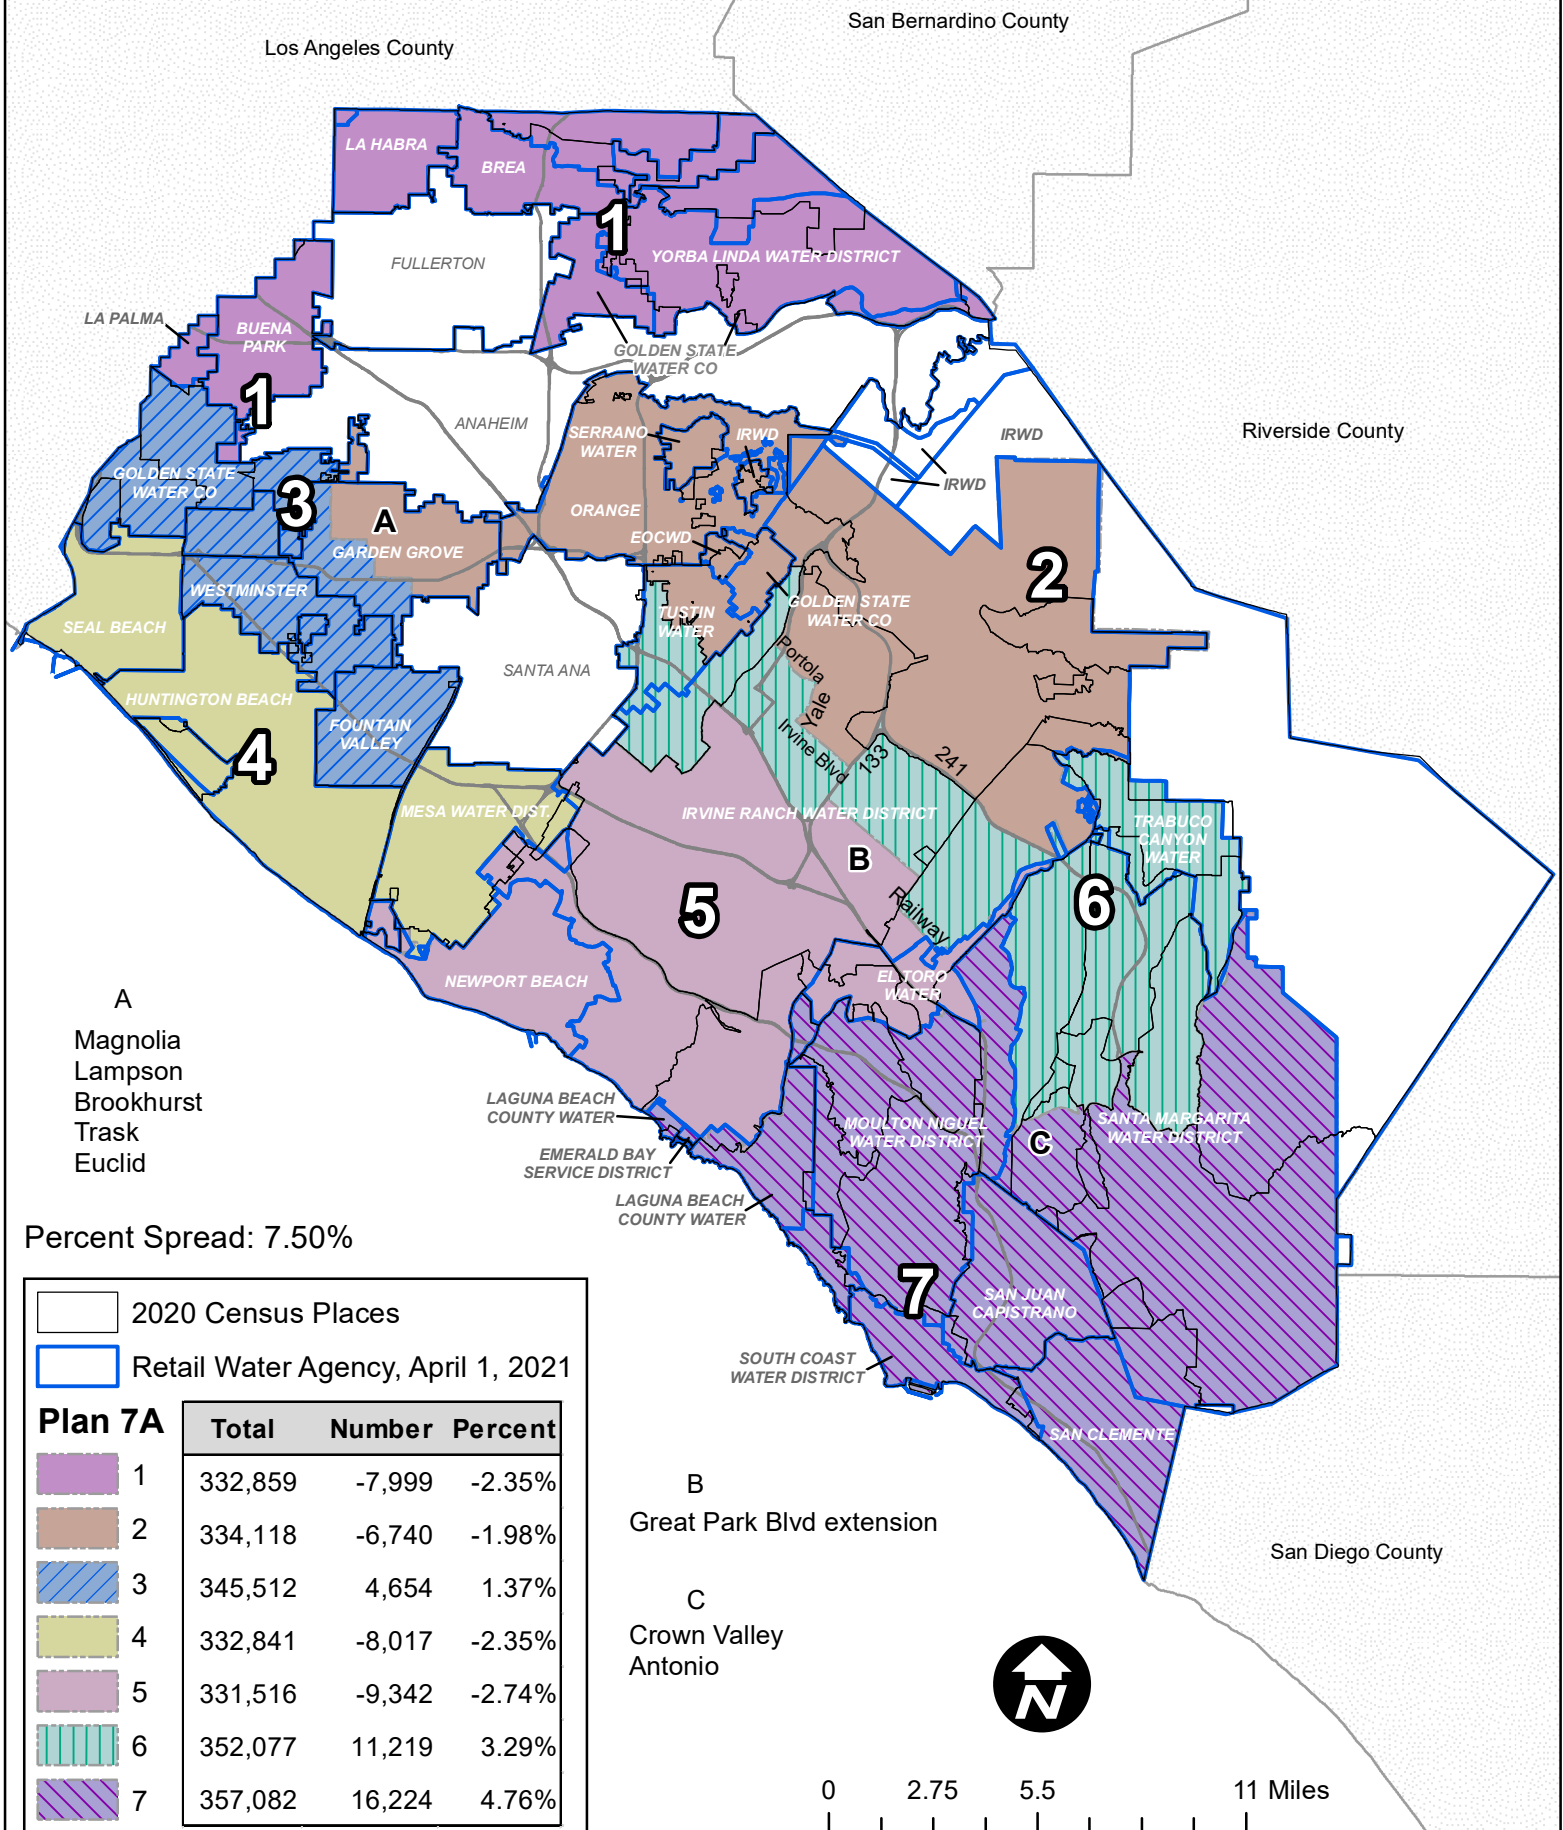 San Bernardino County
Los Angeles County
LA HABRA
BREA
1
YORBA LINDA WATER DISTRICT
FULLERTON
LA PALMA
BUENA
PARK
GOLDEN STATE
WATER CO
1
ANAHEIM
SERRANO
WATER
IRWD
IRWD
Riverside County
GOLDEN STATE
WATER CO
IRWD
3
A
ORANGE
GARDEN GROVE
EOCWD
2
WESTMINSTER
GOLDEN STATE
WATER CO
TUSTIN
WATER
SEAL BEACH
Portola
SANTA ANA
HUNTINGTON BEACH
Yale
FOUNTAIN
VALLEY
Irvine Blvd
133
241
4
MESA WATER DIST.
IRVINE RANCH WATER DISTRICT
TRABUCO
CANYON
WATER
B
5
6
Railway
NEWPORT BEACH
EL TORO
WATER
A
Magnolia
Lampson
Brookhurst
Trask
Euclid
LAGUNA BEACH
COUNTY WATER
MOULTON NIGUEL
WATER DISTRICT
C
SANTA MARGARITA
WATER DISTRICT
EMERALD BAY
SERVICE DISTRICT
LAGUNA BEACH
COUNTY WATER
Percent Spread: 7.50%
7
SAN JUAN
CAPISTRANO
SOUTH COAST
WATER DISTRICT
SAN CLEMENTE
2020 Census Places
Retail Water Agency, April 1, 2021
Plan 7A
Total Number Percent
1 332,859 -7,999 -2.35%
2 334,118 -6,740 -1.98%
3 345,512 4,654 1.37%
4 332,841 -8,017 -2.35%
5 331,516 -9,342 -2.74%
6 352,077 11,219 3.29%
7 357,082 16,224 4.76%
B
Great Park Blvd extension
C
Crown Valley
Antonio
San Diego County
N
0 2.75 5.5 11 Miles